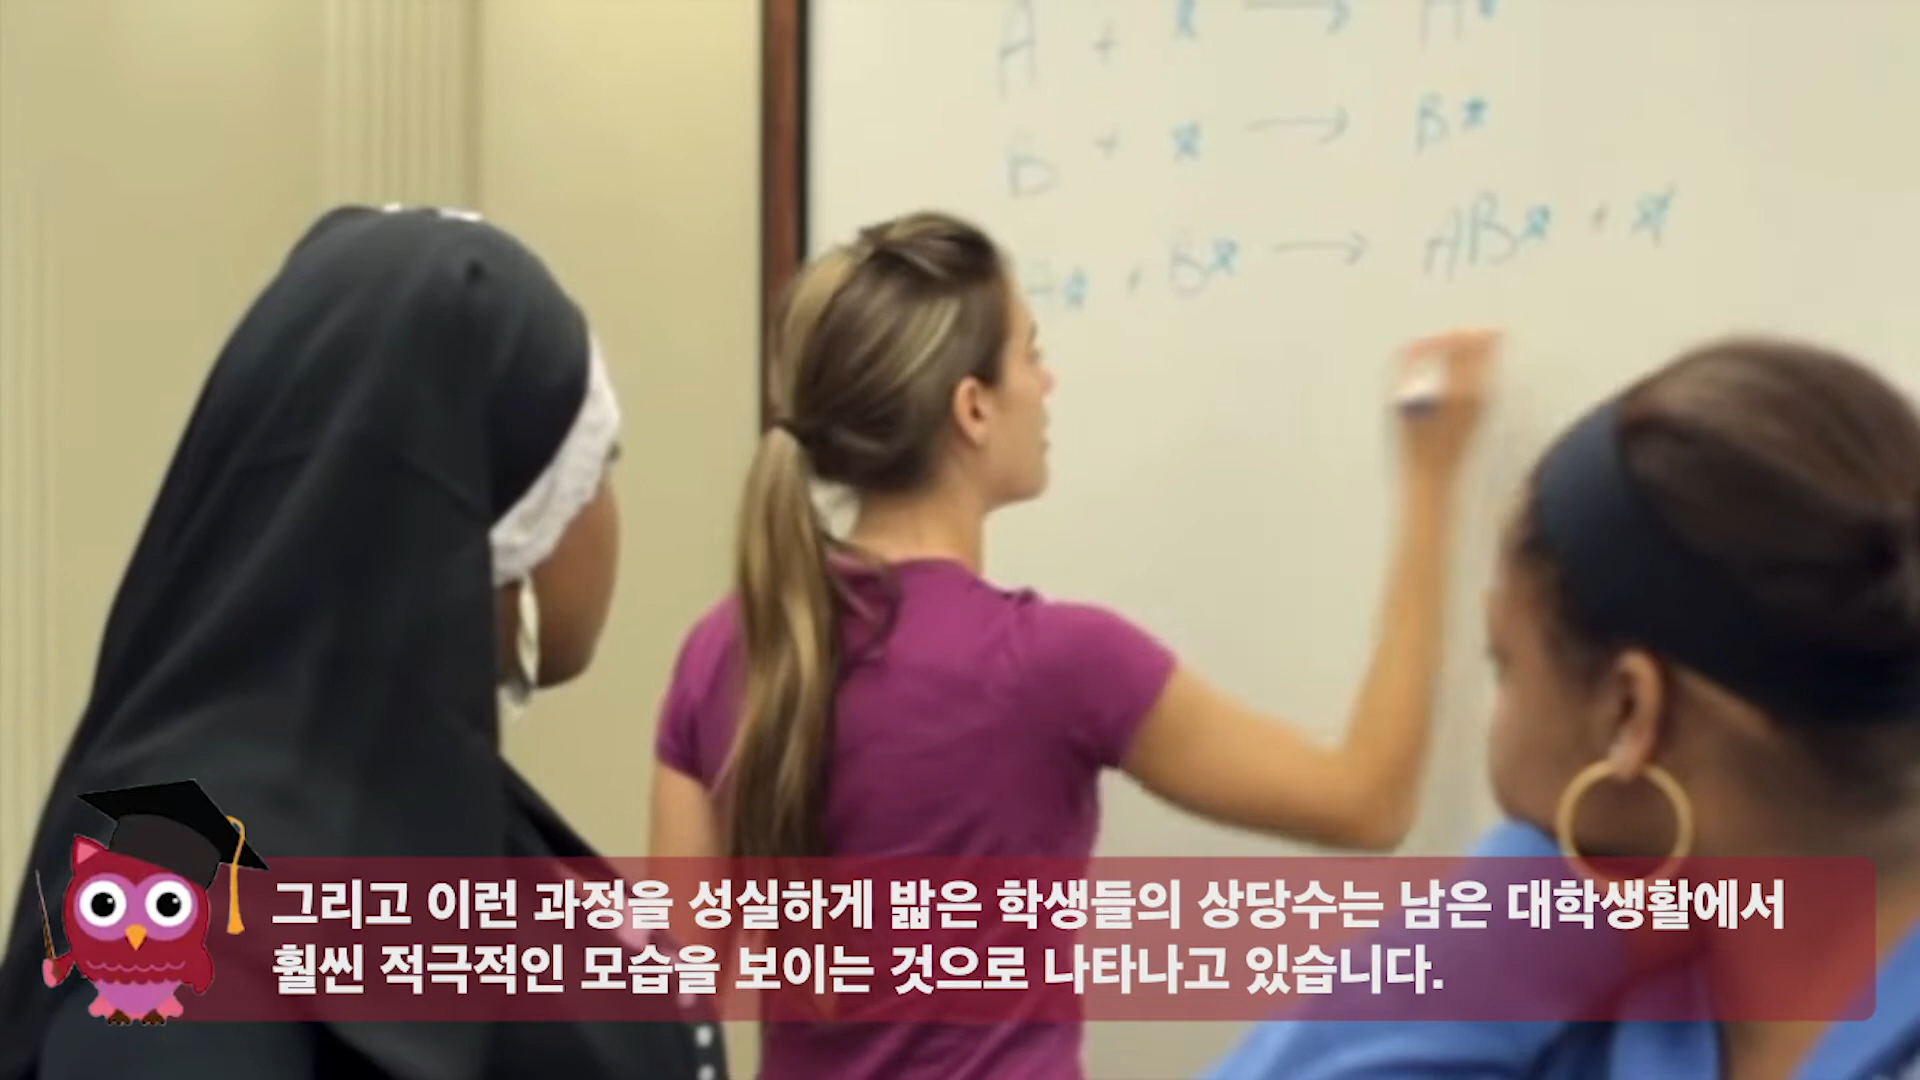 A + * → A*
B + * → B*
A* + B* → AB* + *
그리고 이런 과정을 성실하게 밟은 학생들의 상당수는 남은 대학생활에서
훨씬 적극적인 모습을 보이는 것으로 나타나고 있습니다.